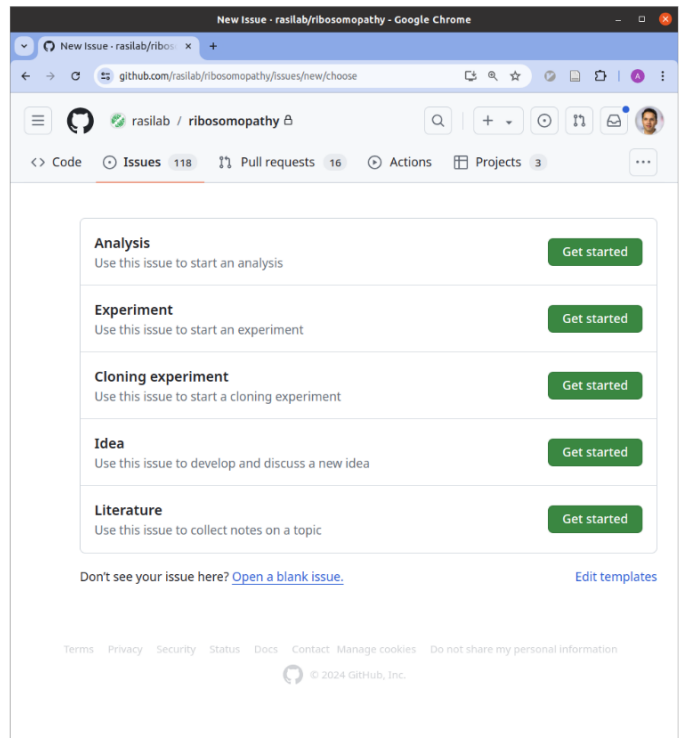 New Issue - rasilab/ribosomopathy - Google Chrome
New Issue · rasilab/ribos
github.com/rasilab/ribosomopathy/issues/new/choose
A
rasilab / ribosomopathy
Code Issues 118 Pull requests 16 Actions Projects 3
Analysis
Use this issue to start an analysis
Get started
Experiment
Use this issue to start an experiment
Get started
Cloning experiment
Use this issue to start a cloning experiment
Get started
Idea
Use this issue to develop and discuss a new idea
Get started
Literature
Use this issue to collect notes on a topic
Get started
Don't see your issue here? Open a blank issue. Edit templates
Terms Privacy Security Status Docs Contact Manage cookies Do not share my personal information
© 2024 GitHub, Inc.